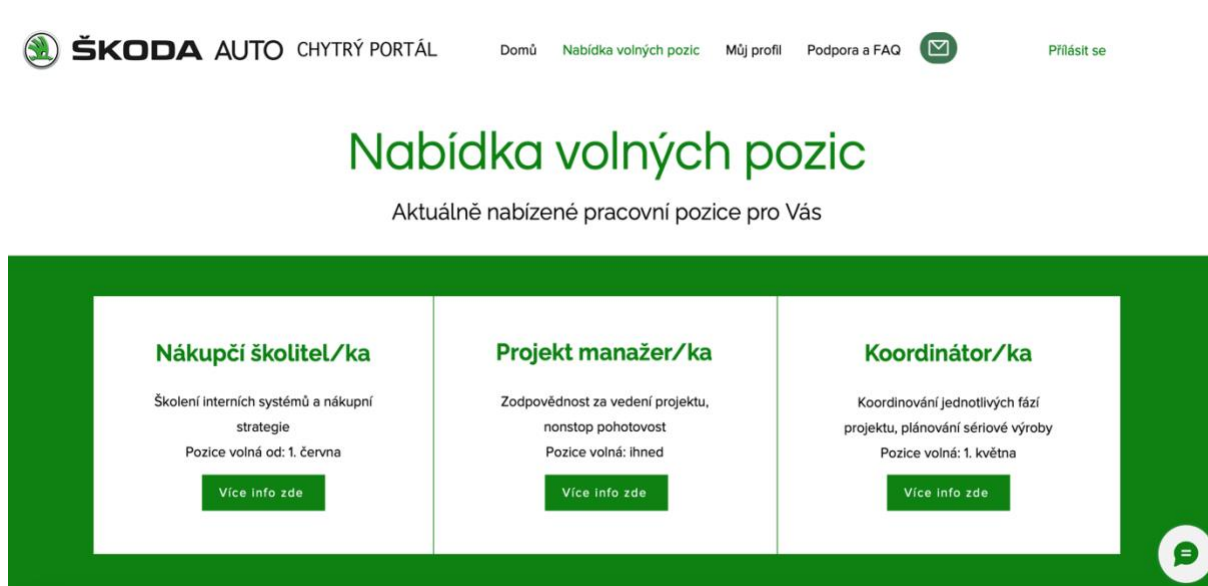 ŠKODA AUTO CHYTRÝ PORTÁL
Domů
Nabídka volných pozic
Můj profil
Podpora a FAQ
Přílásit se
Nabídka volných pozic
Aktuálně nabízené pracovní pozice pro Vás
Nákupčí školitel/ka
Školení interních systémů a nákupní
strategie
Pozice volná od: 1. června
Více info zde
Projekt manažer/ka
Zodpovědnost za vedení projektu,
nonstop pohotovost
Pozice volná: ihned
Více info zde
Koordinátor/ka
Koordinování jednotlivých fází
projektu, plánování sériové výroby
Pozice volná: 1. května
Více info zde